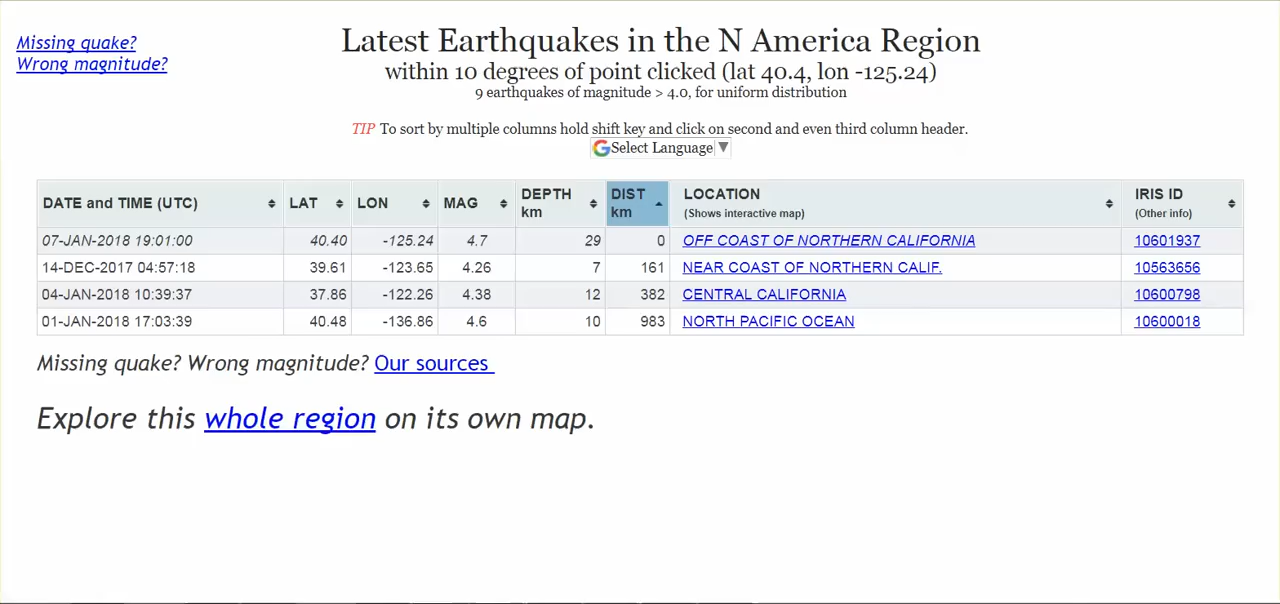 Missing quake?
Wrong magnitude?
Latest Earthquakes in the N America Region
within 10 degrees of point clicked (lat 40.4, lon -125.24)
9 earthquakes of magnitude > 4.0, for uniform distribution
TIP To sort by multiple columns hold shift key and click on second and even third column header.
Select Language ▼
DATE and TIME (UTC) LAT LON MAG DEPTH km DIST km LOCATION (Shows interactive map) IRIS ID (Other info)
07-JAN-2018 19:01:00 40.40 -125.24 4.7 29 0 OFF COAST OF NORTHERN CALIFORNIA 10601937
14-DEC-2017 04:57:18 39.61 -123.65 4.26 7 161 NEAR COAST OF NORTHERN CALIF. 10563656
04-JAN-2018 10:39:37 37.86 -122.26 4.38 12 382 CENTRAL CALIFORNIA 10600798
01-JAN-2018 17:03:39 40.48 -136.86 4.6 10 983 NORTH PACIFIC OCEAN 10600018
Missing quake? Wrong magnitude? Our sources
Explore this whole region on its own map.